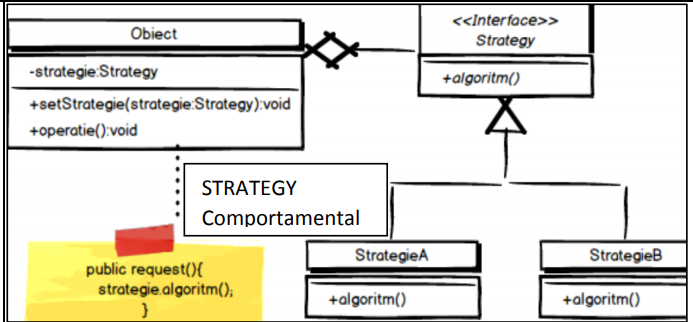 Obiect
-strategie:Strategy
+setStrategie(strategie:Strategy):void
+operatie():void
<<Interface>>
Strategy
+algoritm()
STRATEGY
Comportamental
public request(){
strategie.algoritm();
}
StrategieA
+algoritm()
StrategieB
+algoritm()